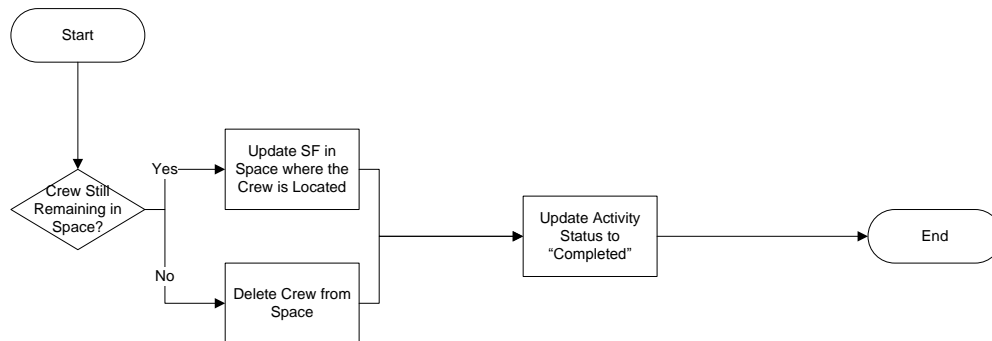 Start
Crew Still
Remaining in
Space?
Yes
Update SF in
Space where the
Crew is Located
No
Delete Crew from
Space
Update Activity
Status to
“Completed”
End